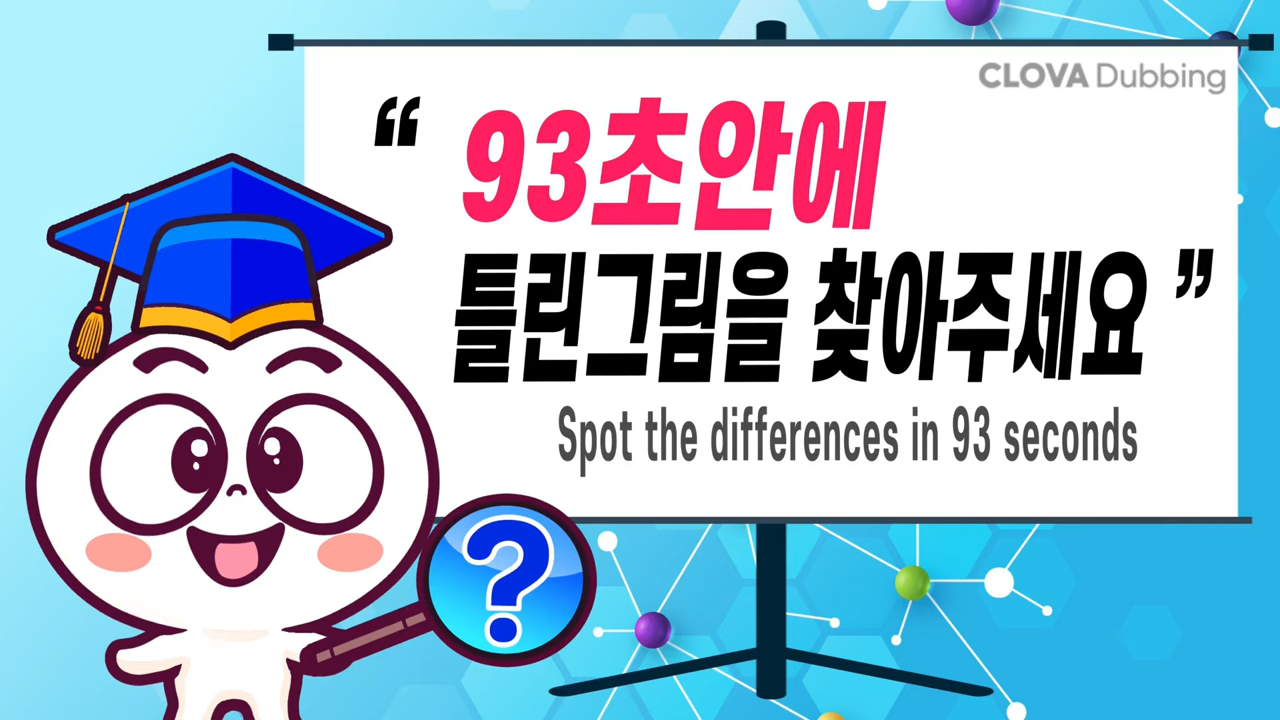 CLOVA Dubbing
“ 93초안에
틀린그림을 찾아주세요 ”
Spot the differences in 93 seconds
?